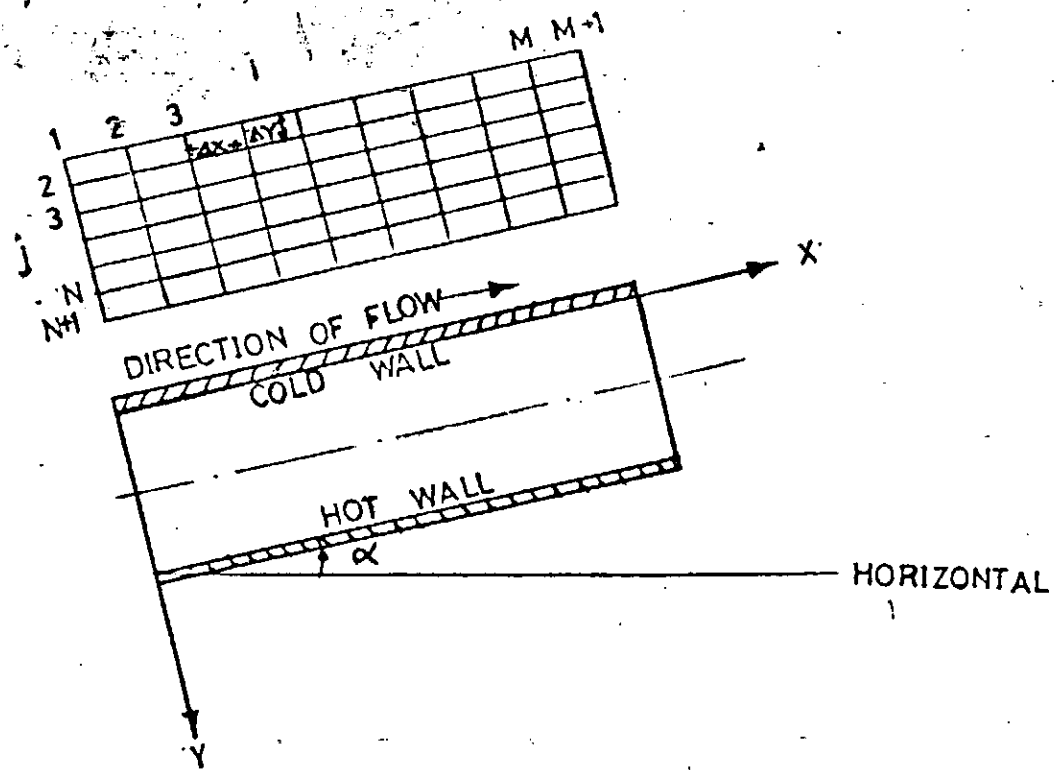 M M+1
i
1 2 3
ΔX ΔY
2
3
j
N
N+1
X
DIRECTION OF FLOW
COLD WALL
HOT WALL
α
HORIZONTAL
Y